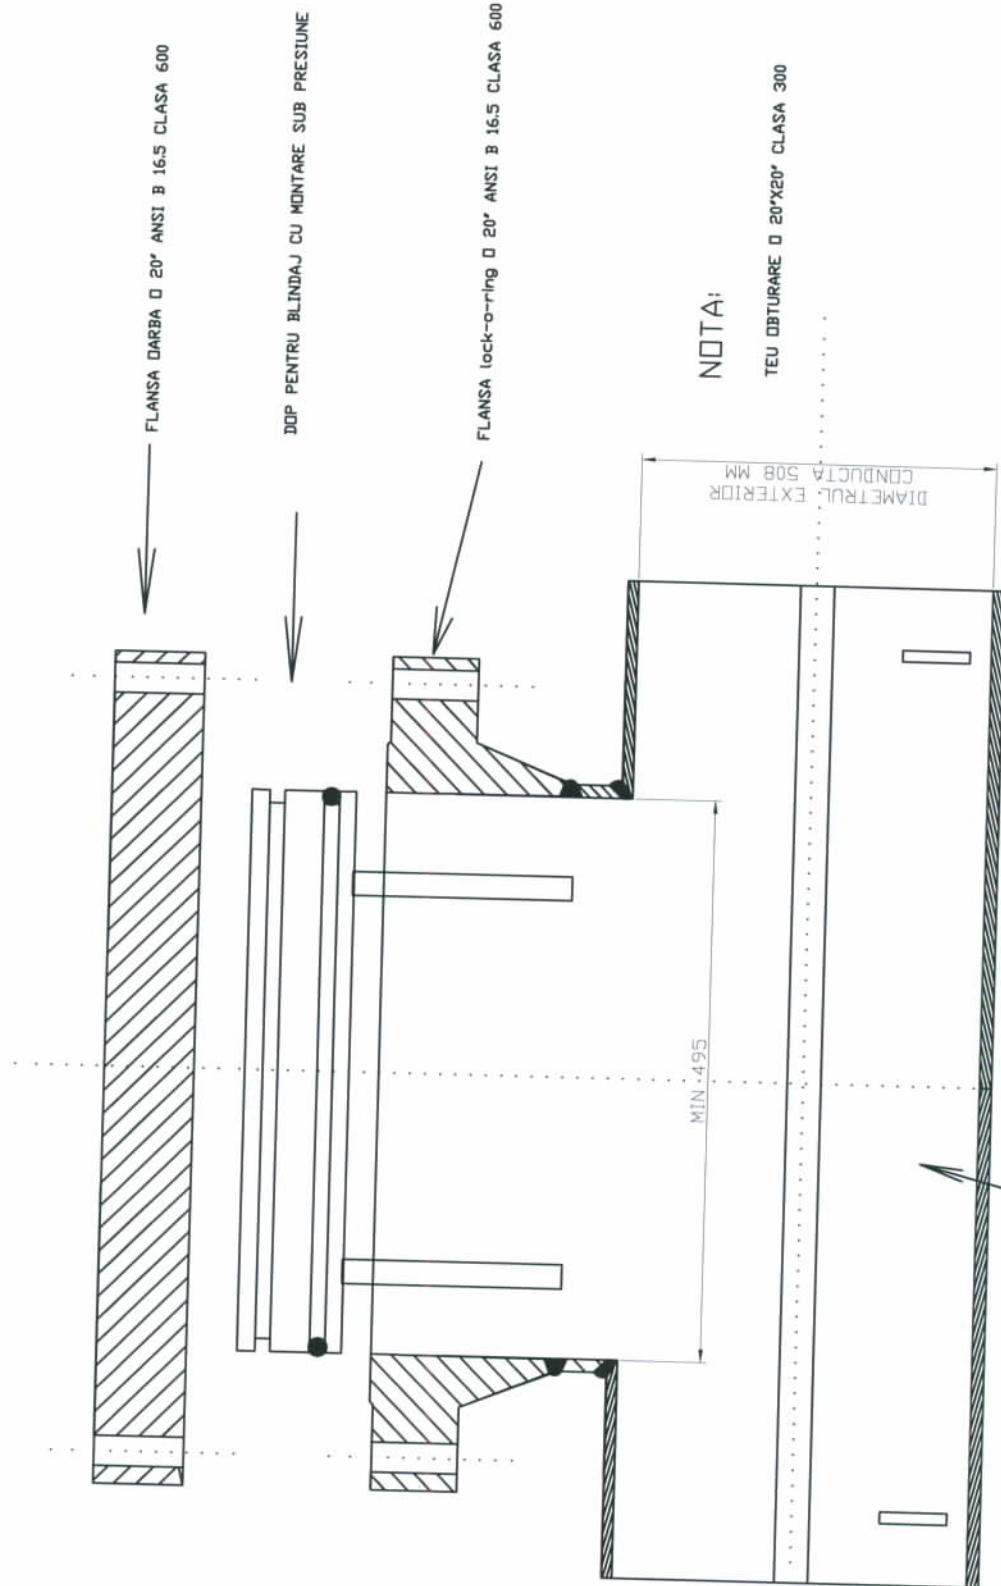 FLANSA OARBA □ 20" ANSI B 16.5 CLASA 600
DOP PENTRU BLINDAJ CU MONTARE SUB PRESIUNE
FLANSA lock-o-ring □ 20" ANSI B 16.5 CLASA 600
NOTA:
TEU OBTURARE □ 20"X20" CLASA 300
DIAMETRUL EXTERIOR
CONDUCTA 508 MM
MIN 495